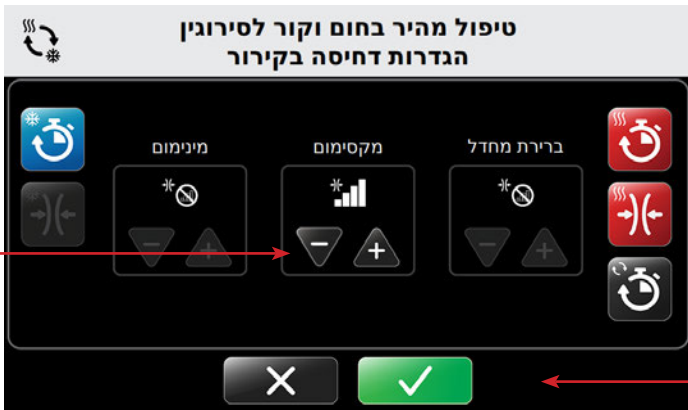 טיפול מהיר בחום וקור לסירוגין
הגדרות דחיסה בקירור
ברירת מחדל
מקסימום
מינימום